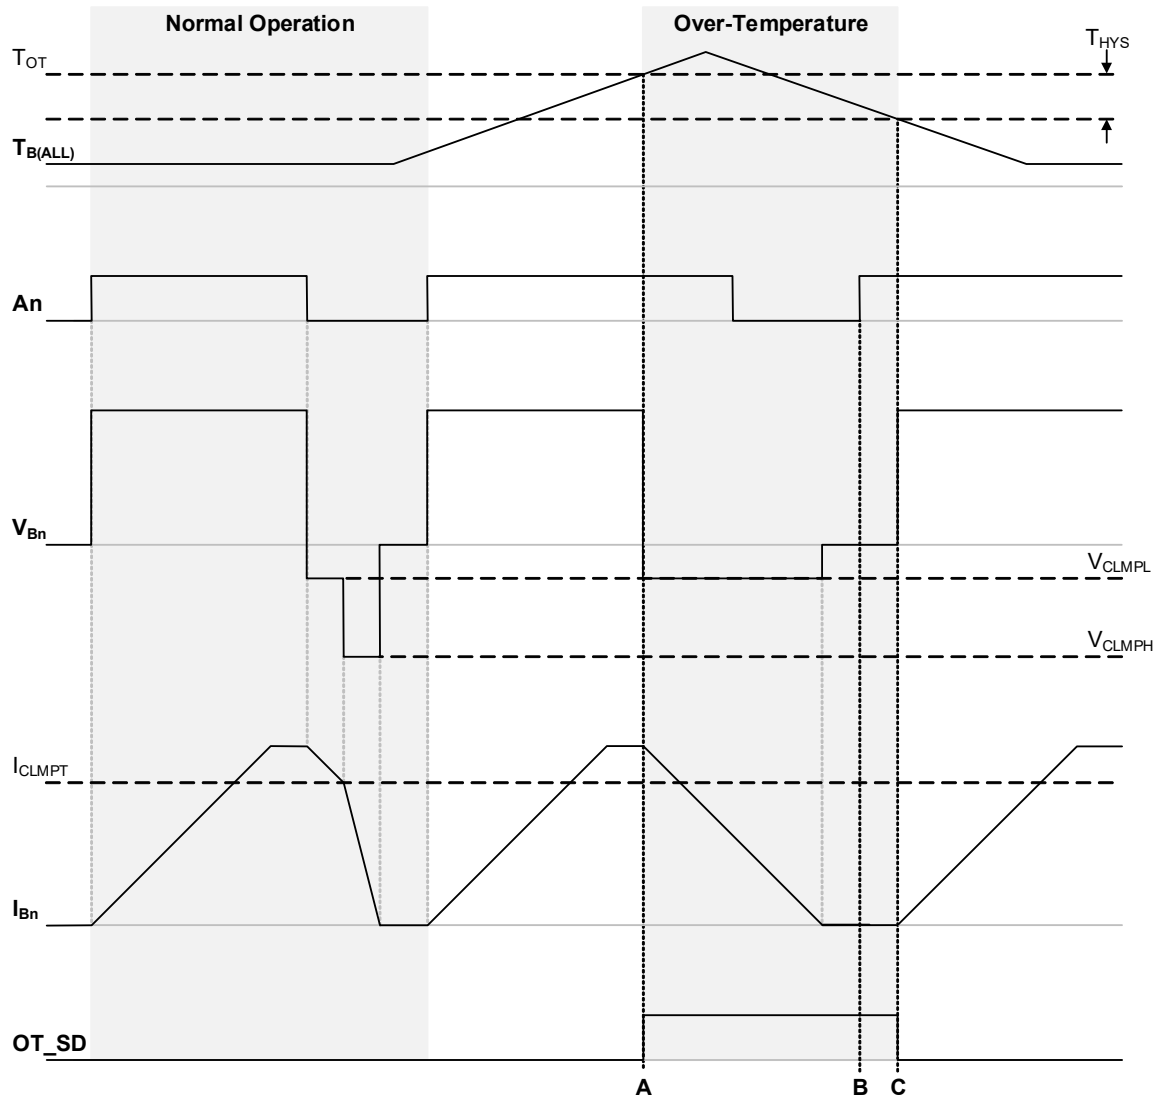 Normal Operation
Over-Temperature
T_OT
T_HYS
T_B(ALL)
An
V_Bn
V_CLMPL
V_CLMPH
I_CLMPT
I_Bn
OT_SD
A
B
C